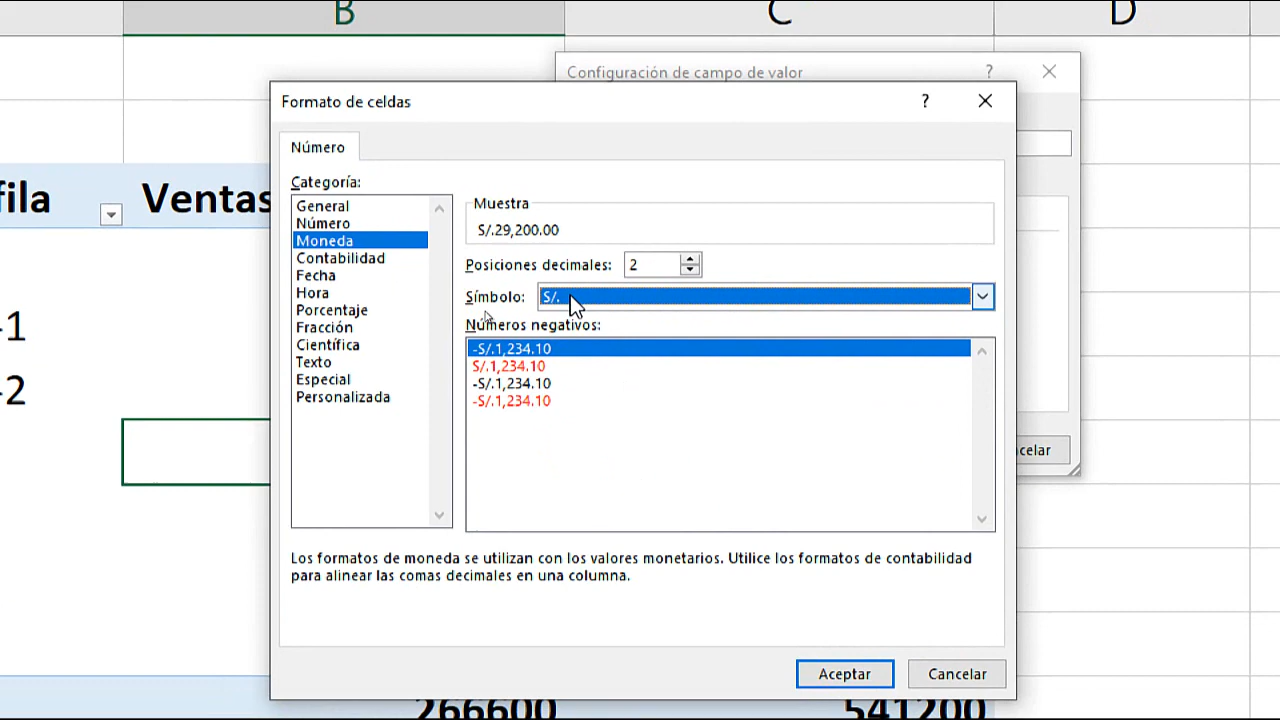 B C D
Configuración de campo de valor ?
Formato de celdas ?
Número
Categoría:
fila Ventas
General
Número
Moneda
Contabilidad
Fecha
Hora
Porcentaje
Fracción
Científica
Texto
Especial
Personalizada
Muestra
S/.29,200.00
Posiciones decimales: 2
Símbolo: S/.
Números negativos:
-S/.1,234.10
S/.1,234.10
-S/.1,234.10
-S/.1,234.10
-1
-2
celar
Los formatos de moneda se utilizan con los valores monetarios. Utilice los formatos de contabilidad
para alinear las comas decimales en una columna.
Aceptar Cancelar
266600 541200